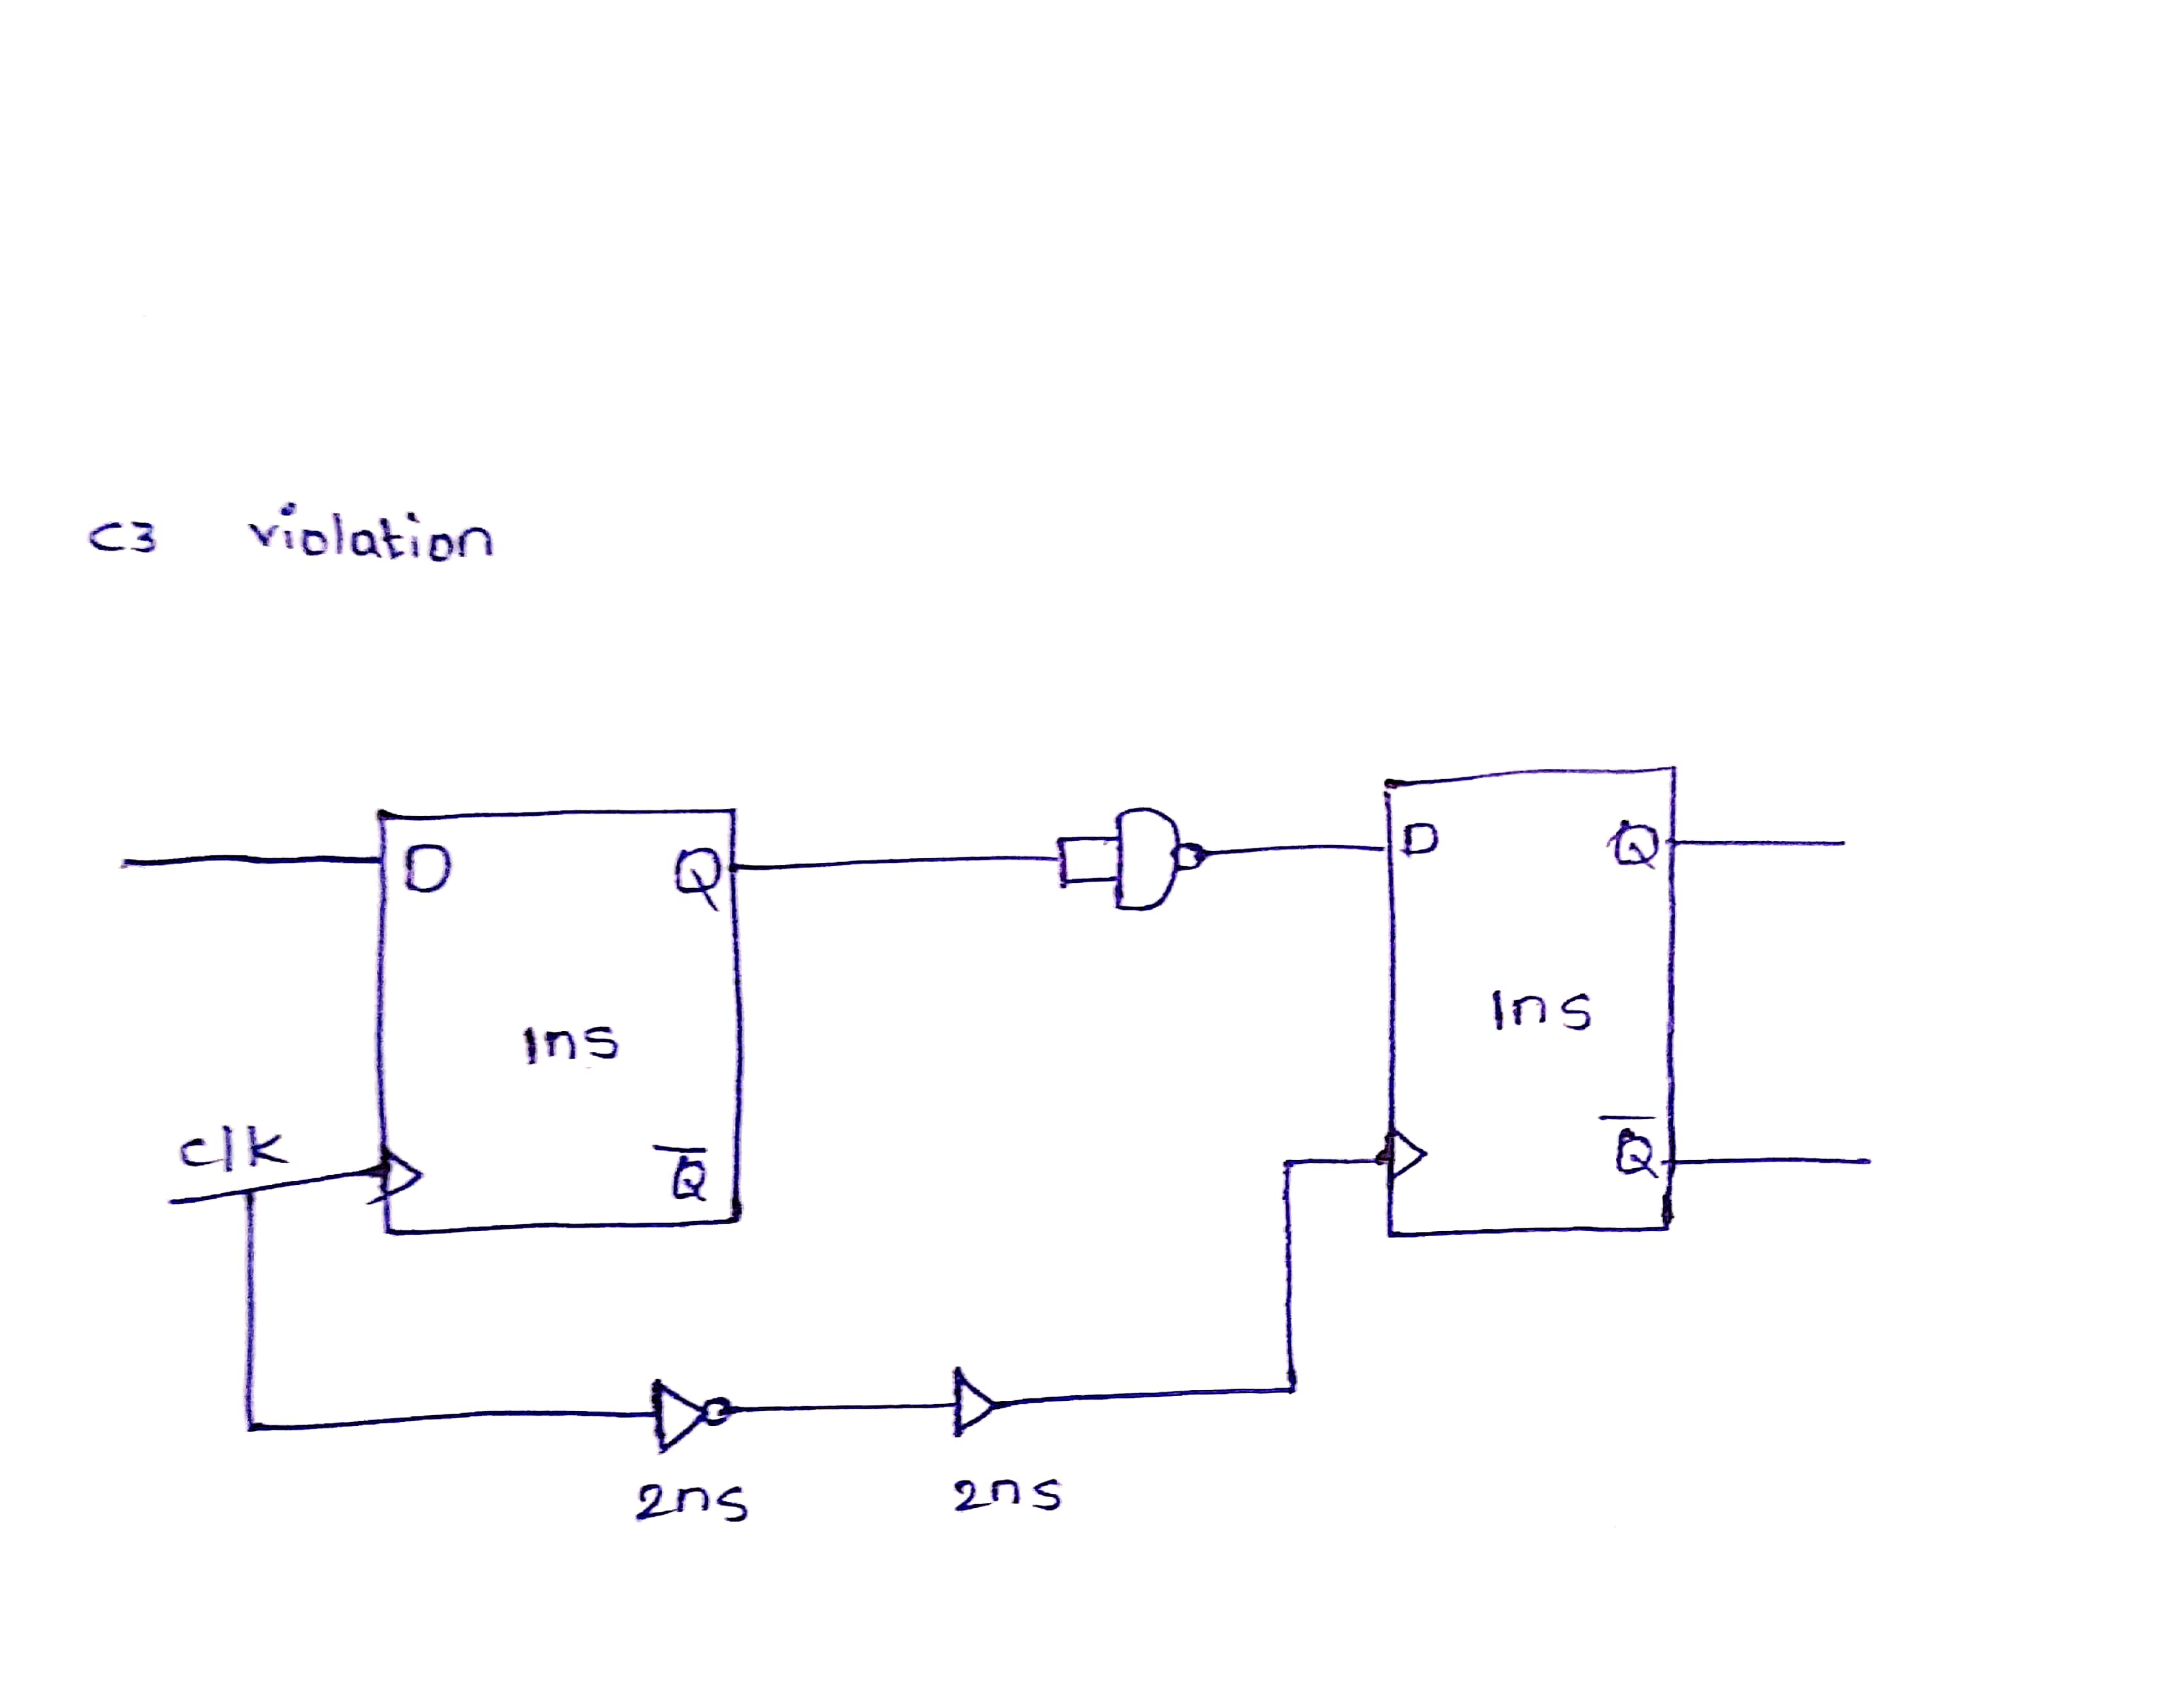 c3 violation
D Q
D Q
1ns
1ns
clk
Q̅
Q̅
2ns 2ns